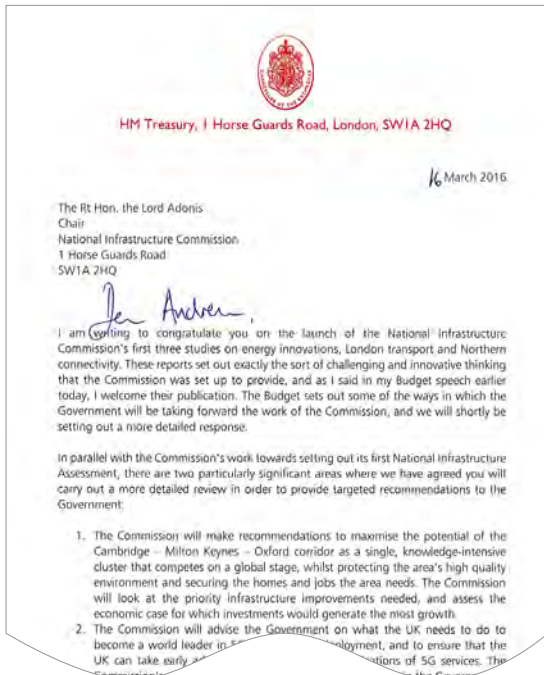 HM Treasury, 1 Horse Guards Road, London, SW1A 2HQ
16 March 2016
The Rt Hon. the Lord Adonis
Chair
National Infrastructure Commission
1 Horse Guards Road
SW1A 2HQ
Dear Andrew,
I am writing to congratulate you on the launch of the National Infrastructure
Commission's first three studies on energy innovations, London transport and Northern
connectivity. These reports set out exactly the sort of challenging and innovative thinking
that the Commission was set up to provide, and as I said in my Budget speech earlier
today, I welcome their publication. The Budget sets out some of the ways in which the
Government will be taking forward the work of the Commission, and we will shortly be
setting out a more detailed response.
In parallel with the Commission's work towards setting out its first National Infrastructure
Assessment, there are two particularly significant areas where we have agreed you will
carry out a more detailed review in order to provide targeted recommendations to the
Government:
1. The Commission will make recommendations to maximise the potential of the
Cambridge – Milton Keynes – Oxford corridor as a single, knowledge-intensive
cluster that competes on a global stage, whilst protecting the area's high quality
environment and securing the homes and jobs the area needs. The Commission
will look at the priority infrastructure improvements needed, and assess the
economic case for which investments would generate the most growth.
2. The Commission will advise the Government on what the UK needs to do to
become a world leader in
UK can take early of 5G services. The